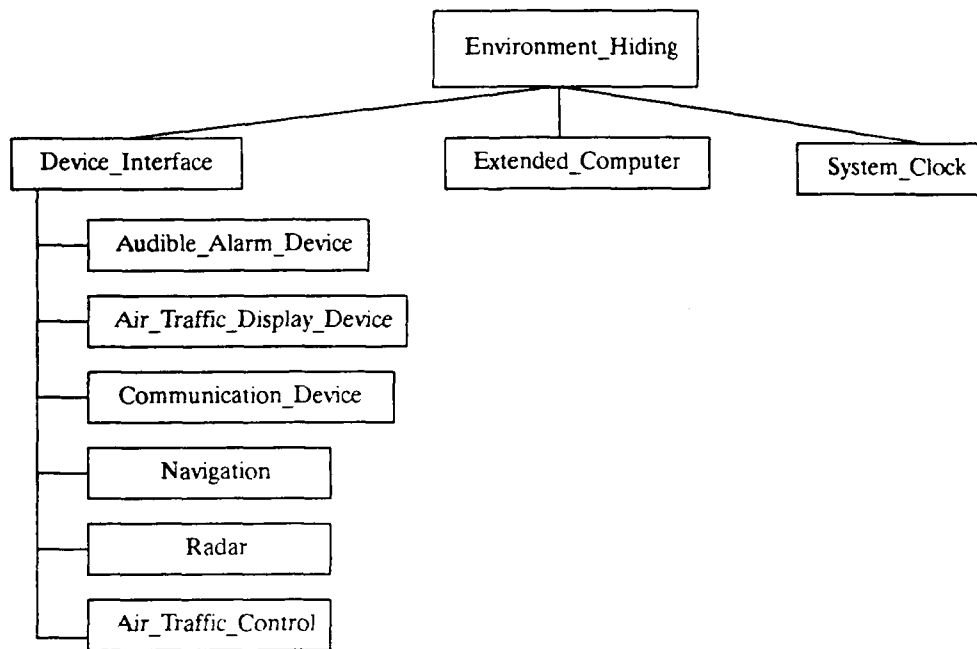 Environment_Hiding
Device_Interface
Extended_Computer
System_Clock
Audible_Alarm_Device
Air_Traffic_Display_Device
Communication_Device
Navigation
Radar
Air_Traffic_Control